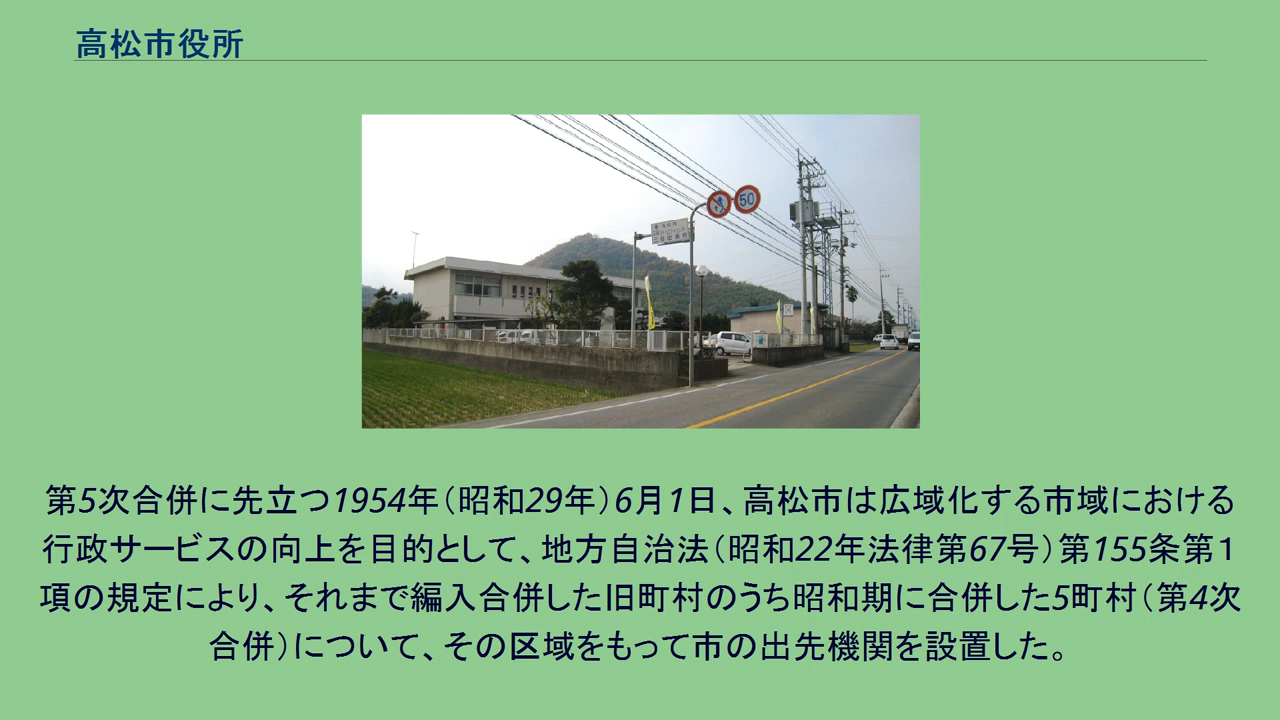 高松市役所
50
第5次合併に先立つ1954年（昭和29年）6月1日、高松市は広域化する市域における
行政サービスの向上を目的として、地方自治法（昭和22年法律第67号）第155条第１
項の規定により、それまで編入合併した旧町村のうち昭和期に合併した5町村（第4次
合併）について、その区域をもって市の出先機関を設置した。